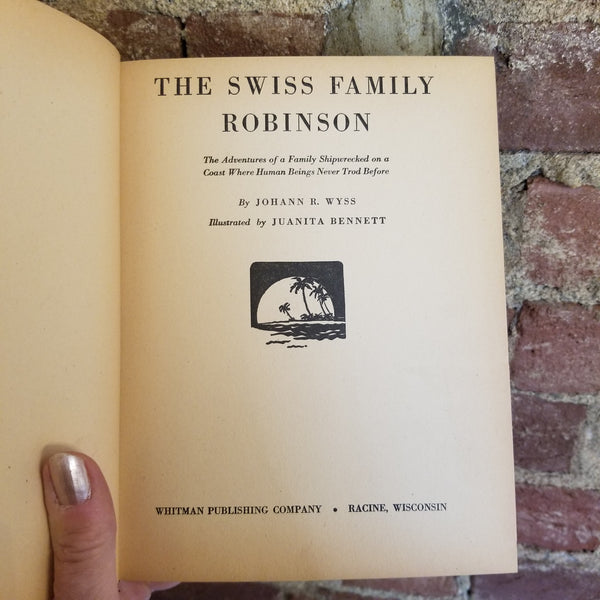 THE SWISS FAMILY
ROBINSON
The Adventures of a Family Shipwrecked on a
Coast Where Human Beings Never Trod Before
By JOHANN R. WYSS
Illustrated by JUANITA BENNETT
WHITMAN PUBLISHING COMPANY • RACINE, WISCONSIN